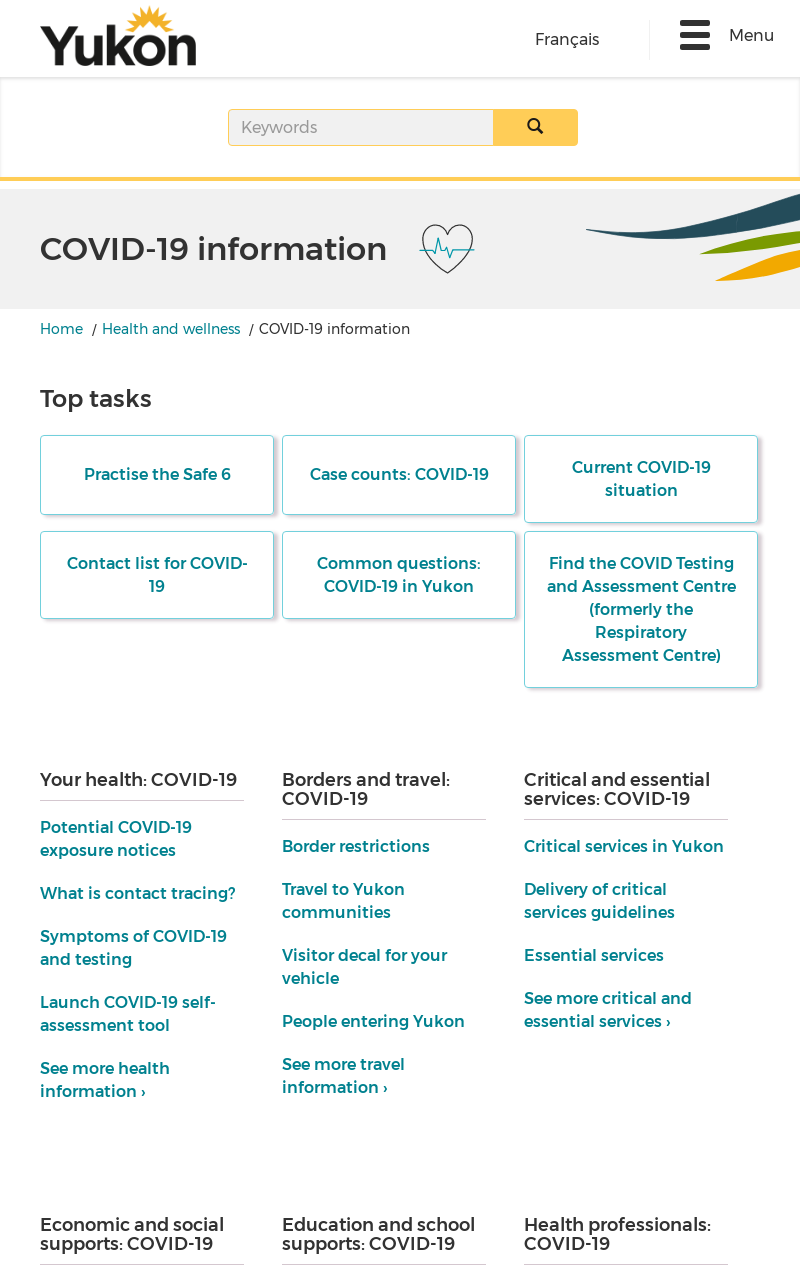 Yukon
Français
Menu
Keywords
COVID-19 information
Home / Health and wellness / COVID-19 information
Top tasks
Practise the Safe 6
Case counts: COVID-19
Current COVID-19
situation
Contact list for COVID-
19
Common questions:
COVID-19 in Yukon
Find the COVID Testing
and Assessment Centre
(formerly the
Respiratory
Assessment Centre)
Your health: COVID-19
Potential COVID-19
exposure notices
What is contact tracing?
Symptoms of COVID-19
and testing
Launch COVID-19 self-
assessment tool
See more health
information ›
Borders and travel:
COVID-19
Border restrictions
Travel to Yukon
communities
Visitor decal for your
vehicle
People entering Yukon
See more travel
information ›
Critical and essential
services: COVID-19
Critical services in Yukon
Delivery of critical
services guidelines
Essential services
See more critical and
essential services ›
Economic and social
supports: COVID-19
Education and school
supports: COVID-19
Health professionals:
COVID-19